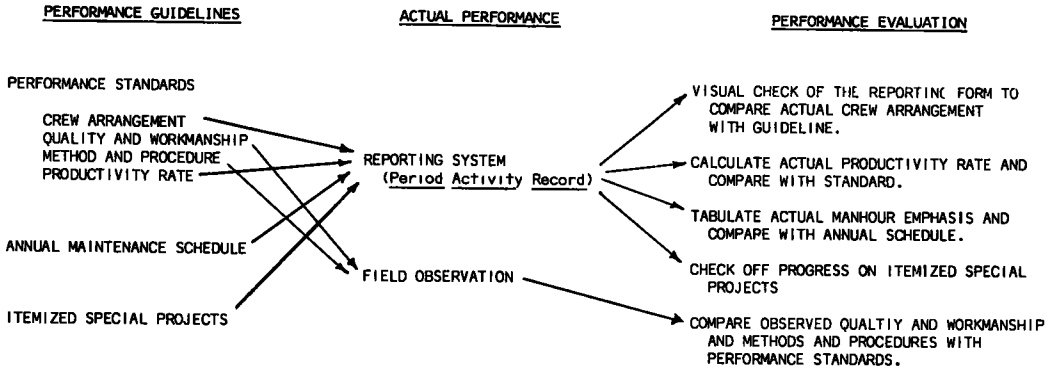 PERFORMANCE GUIDELINES
ACTUAL PERFORMANCE
PERFORMANCE EVALUATION
PERFORMANCE STANDARDS
CREW ARRANGEMENT
QUALITY AND WORKMANSHIP
METHOD AND PROCEDURE
PRODUCTIVITY RATE
ANNUAL MAINTENANCE SCHEDULE
ITEMIZED SPECIAL PROJECTS
REPORTING SYSTEM
(Period Activity Record)
FIELD OBSERVATION
VISUAL CHECK OF THE REPORTING FORM TO
COMPARE ACTUAL CREW ARRANGEMENT
WITH GUIDELINE.
CALCULATE ACTUAL PRODUCTIVITY RATE AND
COMPARE WITH STANDARD.
TABULATE ACTUAL MANHOUR EMPHASIS AND
COMPAPE WITH ANNUAL SCHEDULE.
CHECK OFF PROGRESS ON ITEMIZED SPECIAL
PROJECTS
COMPARE OBSERVED QUALTIY AND WORKMANSHIP
AND METHODS AND PROCEDURES WITH
PERFORMANCE STANDARDS.